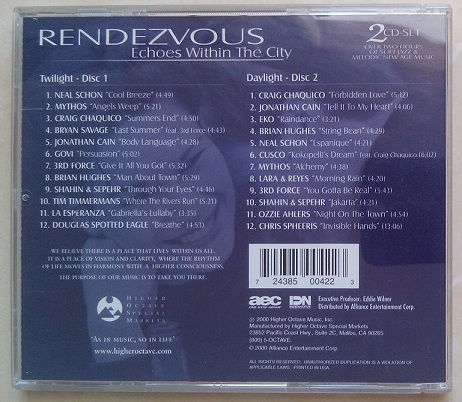 RENDEZVOUS
Echoes Within The City
2 CD-SET
OVER TWO HOURS
OF SOFT JAZZ &
MELODIC NEW AGE MUSIC
Twilight - Disc 1
1. NEAL SCHON "Cool Breeze" (4:49)
2. MYTHOS "Angels Weep" (5:21)
3. CRAIG CHAQUICO "Summers End" (4:50)
4. BRYAN SAVAGE "Last Summer" feat. 3rd Force (4:43)
5. JONATHAN CAIN "Body Language" (4:26)
6. GOVI "Persuasion" (5:02)
7. 3RD FORCE "Give It All You Got" (5:32)
8. BRIAN HUGHES "Man About Town" (5:29)
9. SHAHIN & SEPEHR "Through Your Eyes" (4:46)
10. TIM TIMMERMANS "Where The Rivers Run" (5:21)
11. LA ESPERANZA "Gabriella's Lullaby" (3:35)
12. DOUGLAS SPOTTED EAGLE "Breathe" (4:53)
Daylight - Disc 2
1. CRAIG CHAQUICO "Forbidden Love" (5:12)
2. JONATHAN CAIN "Tell It To My Heart" (4:06)
3. EKO "Raindance" (3:51)
4. BRIAN HUGHES "String-Bean" (4:29)
5. NEAL SCHON "Espanique" (4:21)
6. CUSCO "Kokopelli's Dream" feat. Craig Chaquico (6:02)
7. MYTHOS "Alchemy" (4:38)
8. LARA & REYES "Morning Rain" (4:20)
9. 3RD FORCE "You Gotta Be Real" (5:43)
10. SHAHIN & SEPEHR "Jakarta" (4:21)
11. OZZIE AHLERS "Night On The Town" (4:54)
12. CHRIS SPHEERIS "Invisible Hands" (13:06)
WE BELIEVE THERE IS A PLACE THAT LIVES WITHIN US ALL.
IT IS A PLACE OF VISION AND CLARITY, WHERE THE RHYTHM
OF LIFE MOVES IN HARMONY WITH A HIGHER CONSCIOUSNESS.
THE PURPOSE OF OUR MUSIC IS TO TAKE YOU THERE.
HIGHER
OCTAVE
SPECIAL
MARKETS
'AS IN MUSIC, SO IN LIFE'
www.higheroctave.com
7 24385 00422 3
aec
IDN
Executive Producer: Eddie Wilner
Distributed by Alliance Entertainment Corp.
℗ 2000 Higher Octave Music, Inc.
Manufactured by Higher Octave Special Markets
23852 Pacific Coast Hwy., Suite 2C, Malibu, CA 90265
(800) 5-OCTAVE.
© 2000 Alliance Entertainment Corp.
ALL RIGHTS RESERVED. UNAUTHORIZED DUPLICATION IS A VIOLATION OF
APPLICABLE LAWS. PRINTED IN USA.